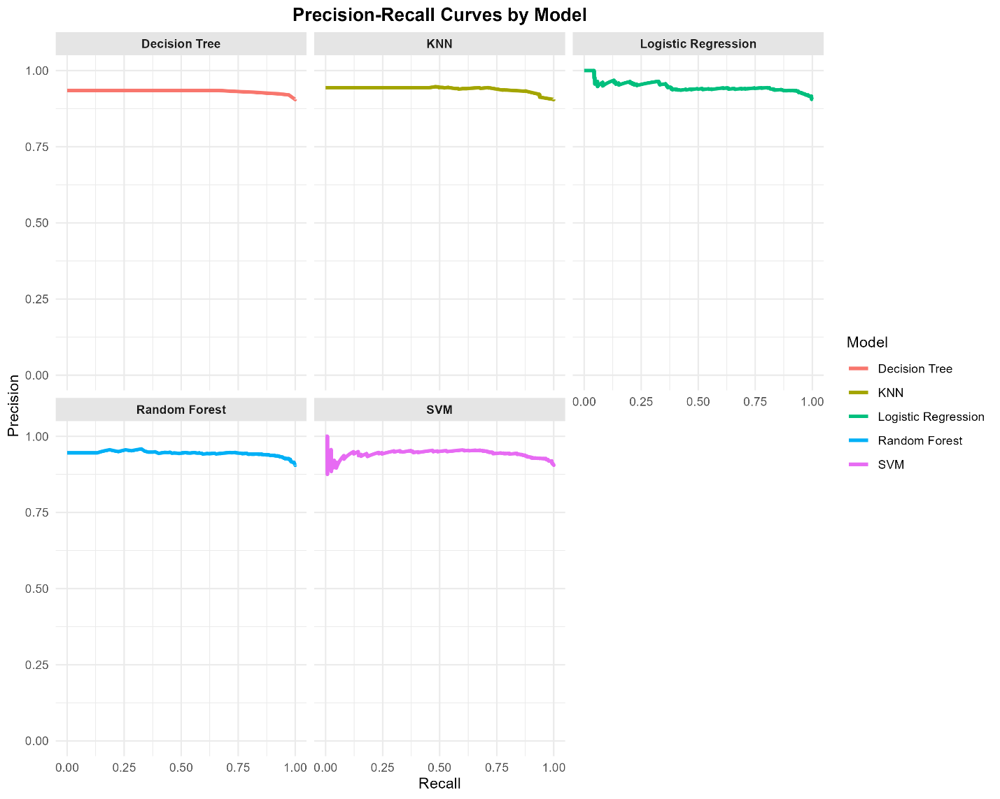 Precision-Recall Curves by Model
Decision Tree
KNN
Logistic Regression
1.00
0.75
0.50
0.25
0.00
0.00 0.25 0.50 0.75 1.00
Precision
Random Forest
SVM
1.00
0.75
0.50
0.25
0.00
0.00 0.25 0.50 0.75 1.00
0.00 0.25 0.50 0.75 1.00
Recall
Model
Decision Tree
KNN
Logistic Regression
Random Forest
SVM